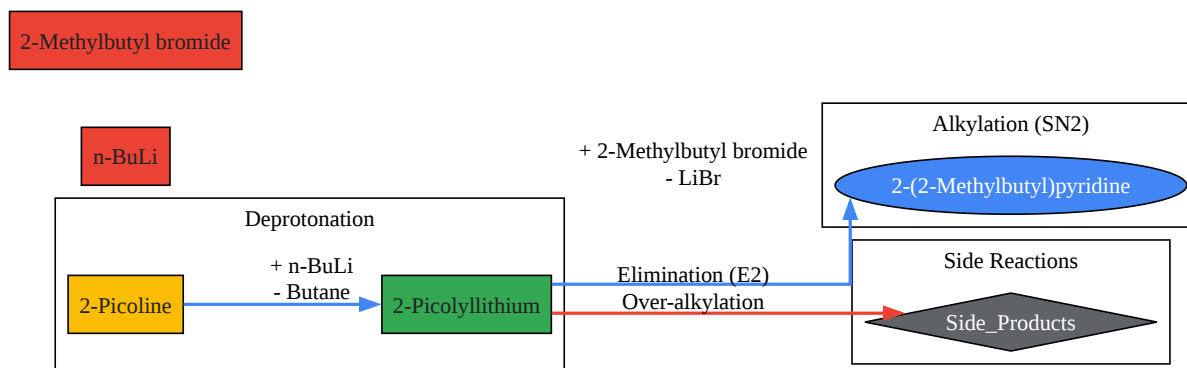 2-Methylbutyl bromide
n-BuLi
Alkylation (SN2)
+ 2-Methylbutyl bromide
- LiBr
2-(2-Methylbutyl)pyridine
Deprotonation
+ n-BuLi
- Butane
2-Picoline
2-Picolyllithium
Elimination (E2)
Over-alkylation
Side Reactions
Side_Products